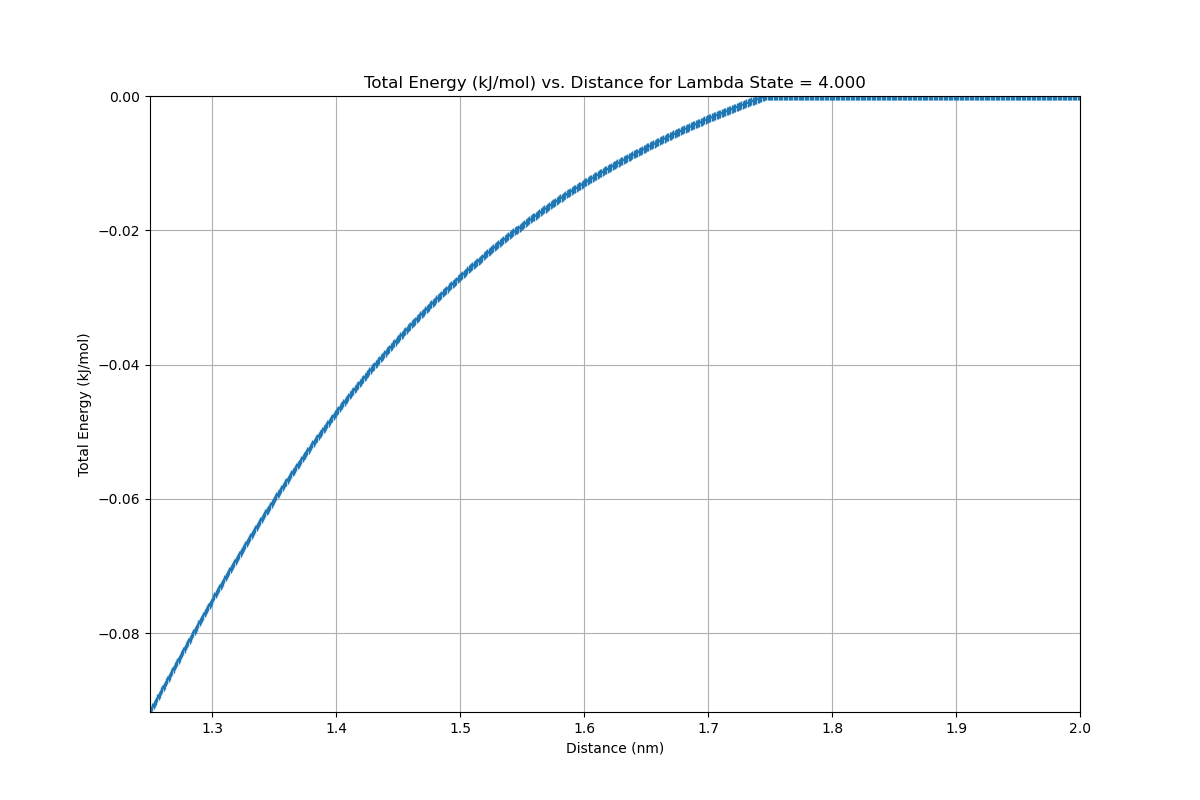 Total Energy (kJ/mol) vs. Distance for Lambda State = 4.000
0.00
−0.02
−0.04
−0.06
−0.08
Total Energy (kJ/mol)
1.3 1.4 1.5 1.6 1.7 1.8 1.9 2.0
Distance (nm)